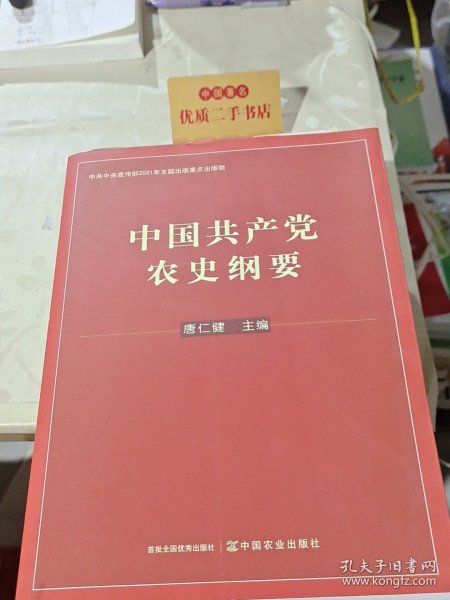 中国著名
优质二手书店
中共中央宣传部2021年主题出版重点出版物
中国共产党
农史纲要
唐仁健 主编
首批全国优秀出版社 中国农业出版社
孔夫子旧书网
www.kongfz.com